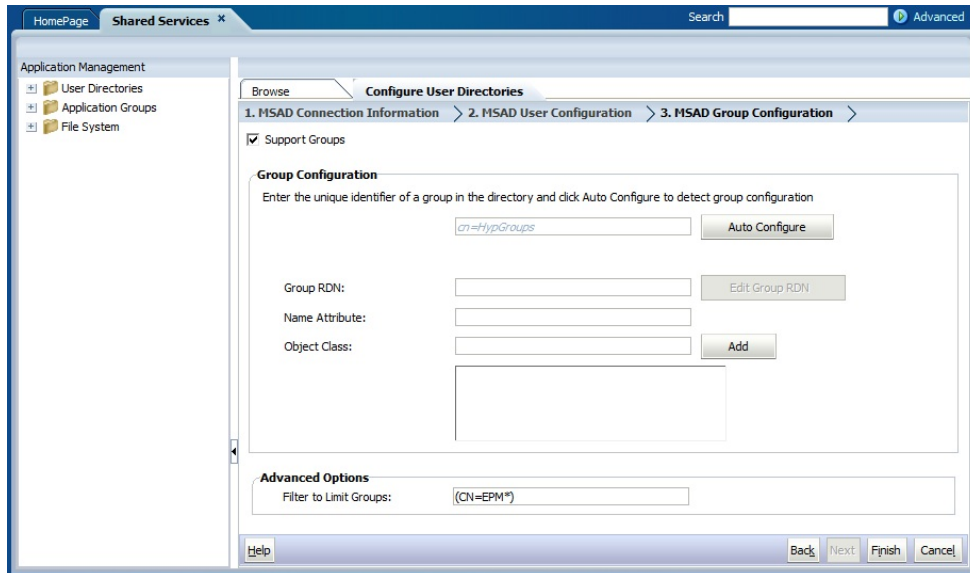 HomePage
Shared Services ×
Search
Advanced
Application Management
User Directories
Application Groups
File System
Browse
Configure User Directories
1. MSAD Connection Information
2. MSAD User Configuration
3. MSAD Group Configuration
Support Groups
Group Configuration
Enter the unique identifier of a group in the directory and click Auto Configure to detect group configuration
cn=HypGroups
Auto Configure
Group RDN:
Edit Group RDN
Name Attribute:
Object Class:
Add
Advanced Options
Filter to Limit Groups:
(CN=EPM*)
Help
Back
Next
Finish
Cancel